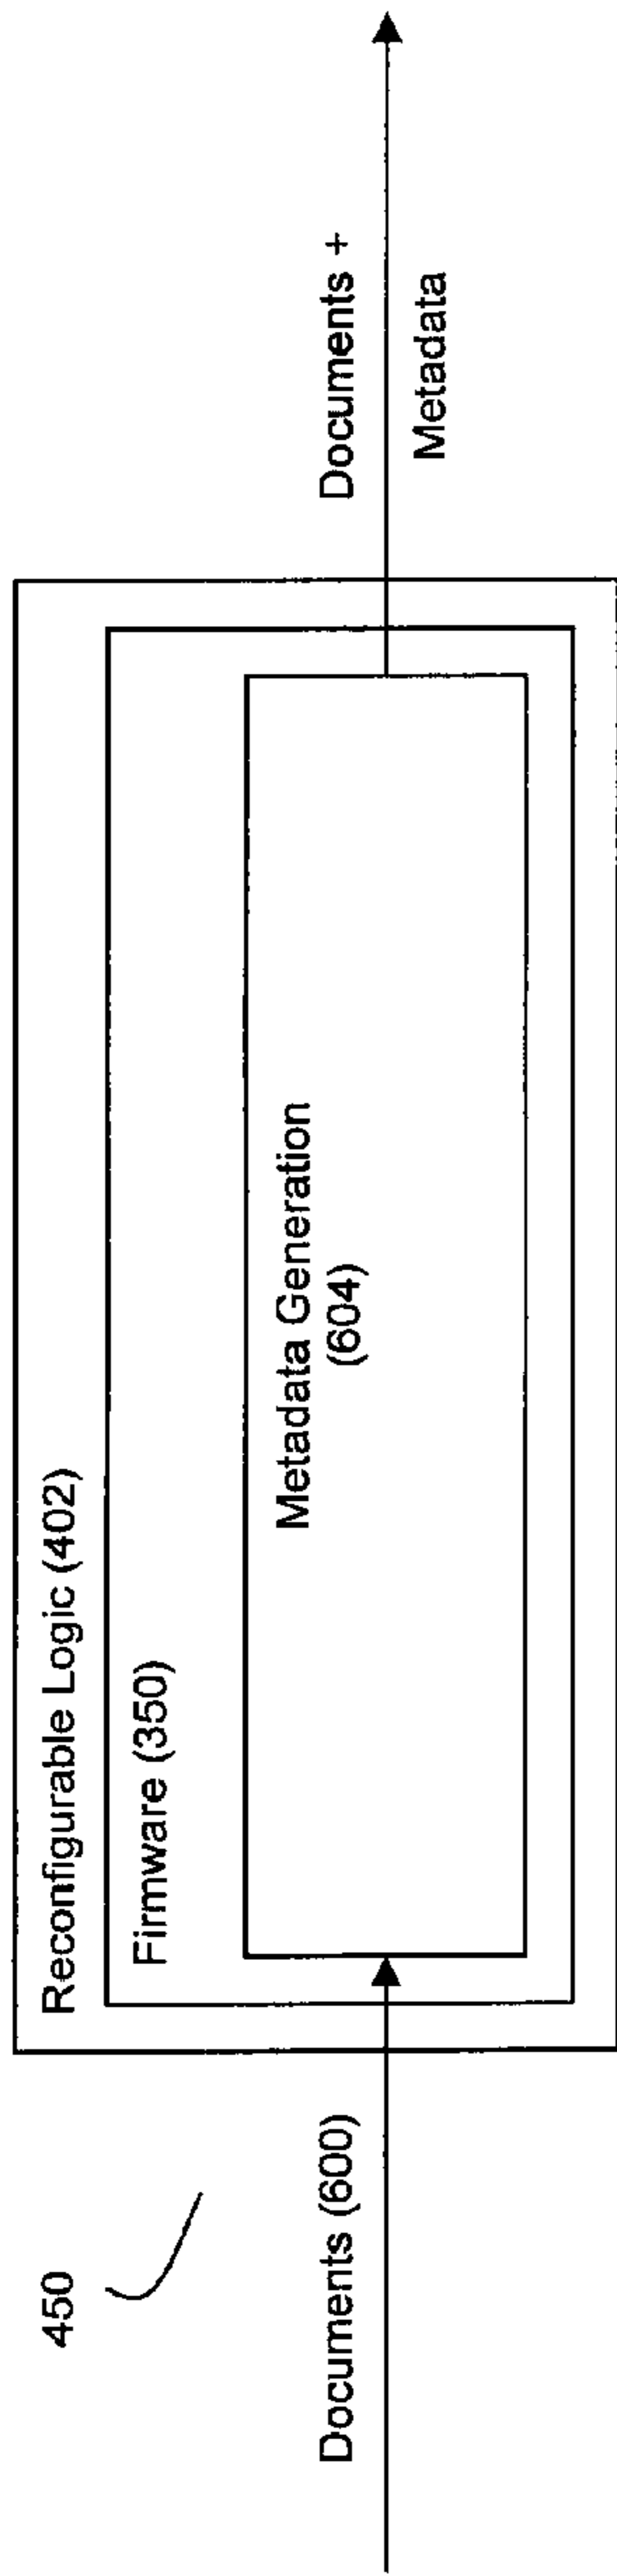 450
Reconfigurable Logic (402)
Firmware (350)
Metadata Generation
(604)
Documents (600)
Documents +
Metadata